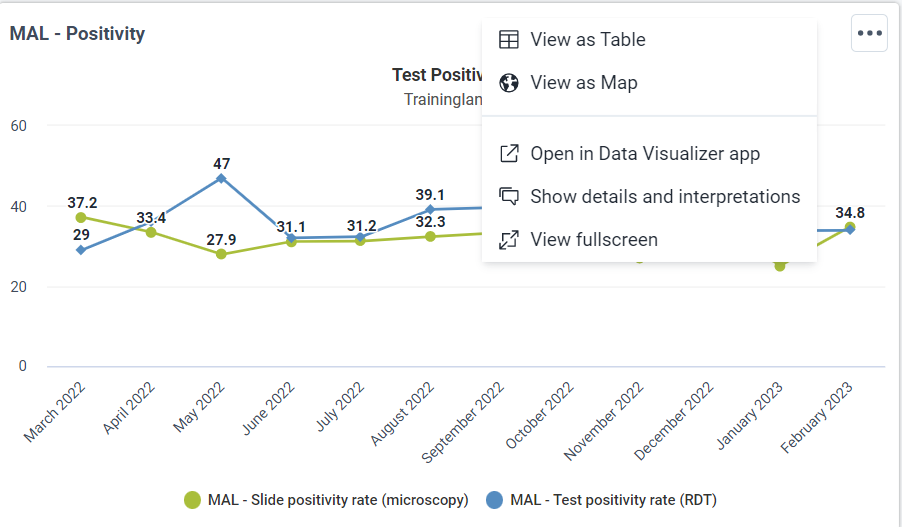 MAL - Positivity
View as Table
View as Map
Open in Data Visualizer app
Show details and interpretations
View fullscreen
Test Positiv
Traininglan
60
40
20
0
37.2
29
33.4
47
27.9
31.1
31.2
39.1
32.3
34.8
March 2022
April 2022
May 2022
June 2022
July 2022
August 2022
September 2022
October 2022
November 2022
December 2022
January 2023
February 2023
MAL - Slide positivity rate (microscopy)
MAL - Test positivity rate (RDT)